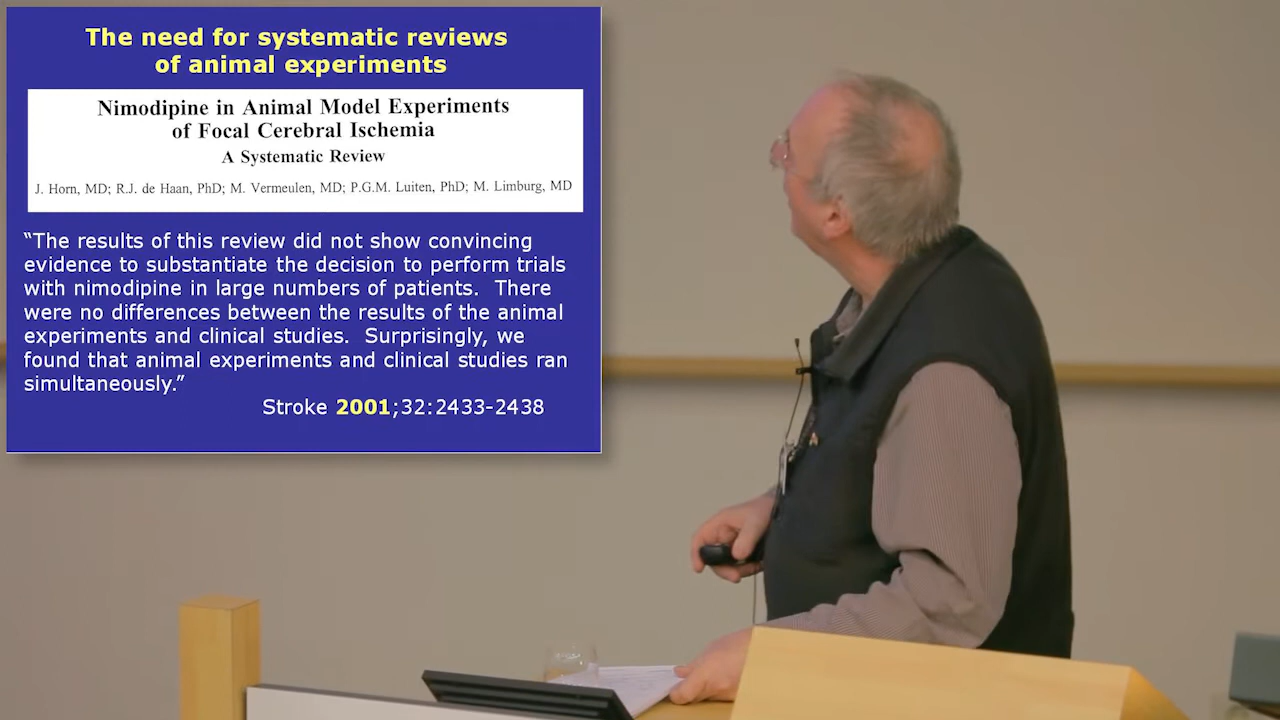 The need for systematic reviews
of animal experiments
Nimodipine in Animal Model Experiments
of Focal Cerebral Ischemia
A Systematic Review
J. Horn, MD; R.J. de Haan, PhD; M. Vermeulen, MD; P.G.M. Luiten, PhD; M. Limburg, MD
“The results of this review did not show convincing
evidence to substantiate the decision to perform trials
with nimodipine in large numbers of patients.  There
were no differences between the results of the animal
experiments and clinical studies.  Surprisingly, we
found that animal experiments and clinical studies ran
simultaneously.”
Stroke 2001;32:2433-2438